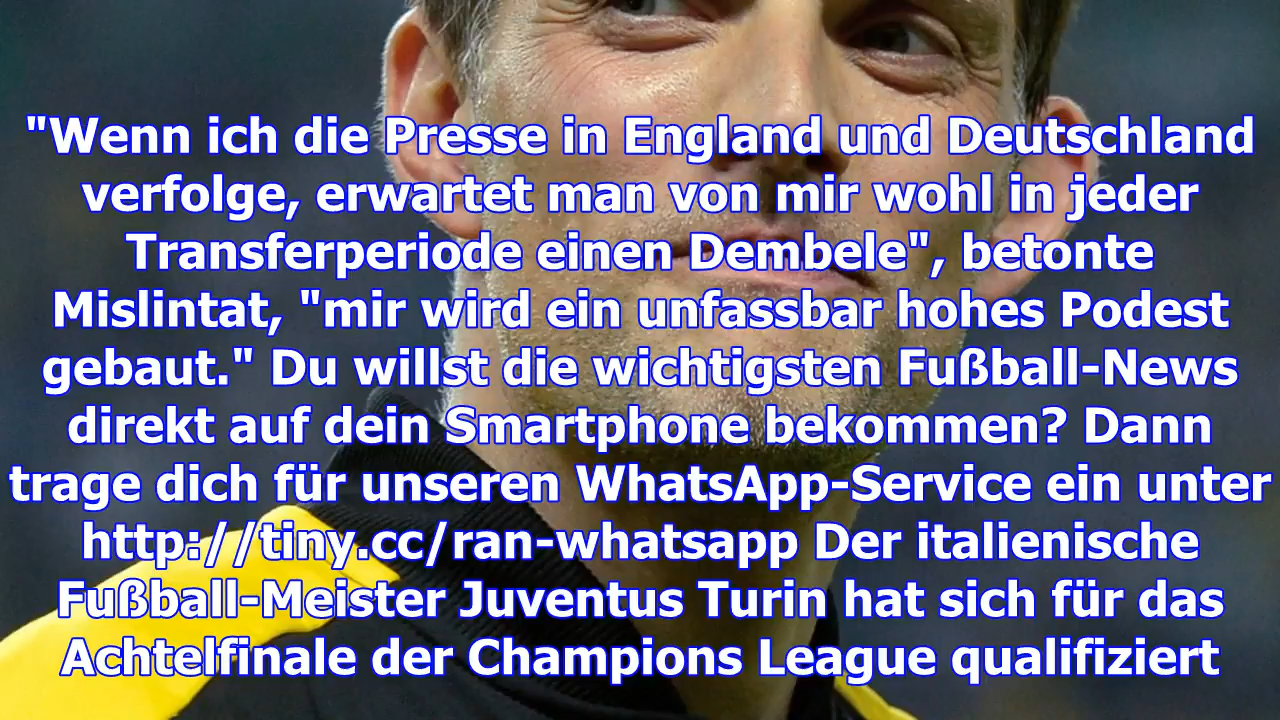 "Wenn ich die Presse in England und Deutschland
verfolge, erwartet man von mir wohl in jeder
Transferperiode einen Dembele", betonte
Mislintat, "mir wird ein unfassbar hohes Podest
gebaut." Du willst die wichtigsten Fußball-News
direkt auf dein Smartphone bekommen? Dann
trage dich für unseren WhatsApp-Service ein unter
http://tiny.cc/ran-whatsapp Der italienische
Fußball-Meister Juventus Turin hat sich für das
Achtelfinale der Champions League qualifiziert